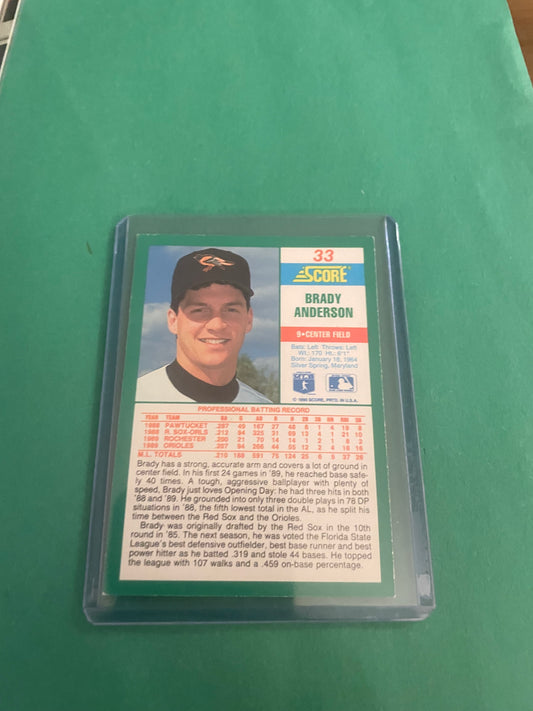 33
SCORE
BRADY
ANDERSON
9•CENTER FIELD
Bats: Left Throws: Left
Wt.: 170 Ht.: 6'1"
Born: January 18, 1964
Silver Spring, Maryland
© 1990 SCORE, PRTD. IN U.S.A.
PROFESSIONAL BATTING RECORD
YEAR TEAM
1988 PAWTUCKET
1988 R. SOX-ORLS
1989 ROCHESTER
1989 ORIOLES
M.L. TOTALS
Brady has a strong, accurate arm and covers a lot of ground in
center field. In his first 24 games in '89, he reached base safe-
ly 40 times. A tough, aggressive ballplayer with plenty of
speed, Brady just loves Opening Day: he had three hits in both
'88 and '89. He grounded into only three double plays in 78 DP
situations in '88, the fifth lowest total in the AL, as he split his
time between the Red Sox and the Orioles.
Brady was originally drafted by the Red Sox in the 10th
round in '85. The next season, he was voted the Florida State
League's best defensive outfielder, best base runner and best
power hitter as he batted .319 and stole 44 bases. He topped
the league with 107 walks and a .459 on-base percentage.